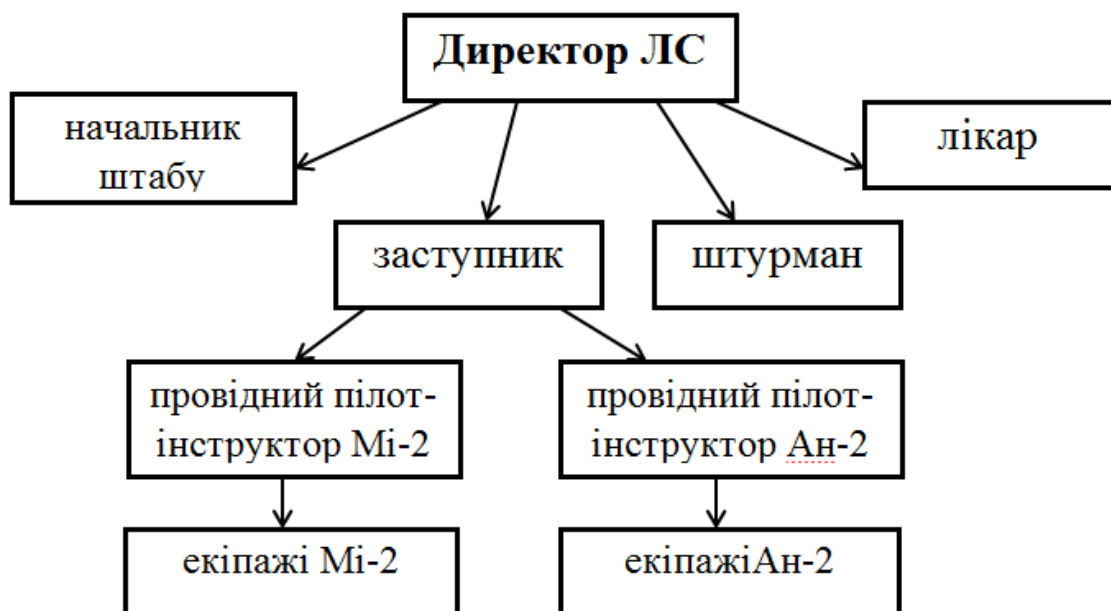 Директор ЛС
начальник
штабу
лікар
заступник
штурман
провідний пілот-
інструктор Мі-2
провідний пілот-
інструктор Ан-2
екіпажі Мі-2
екіпажіАн-2